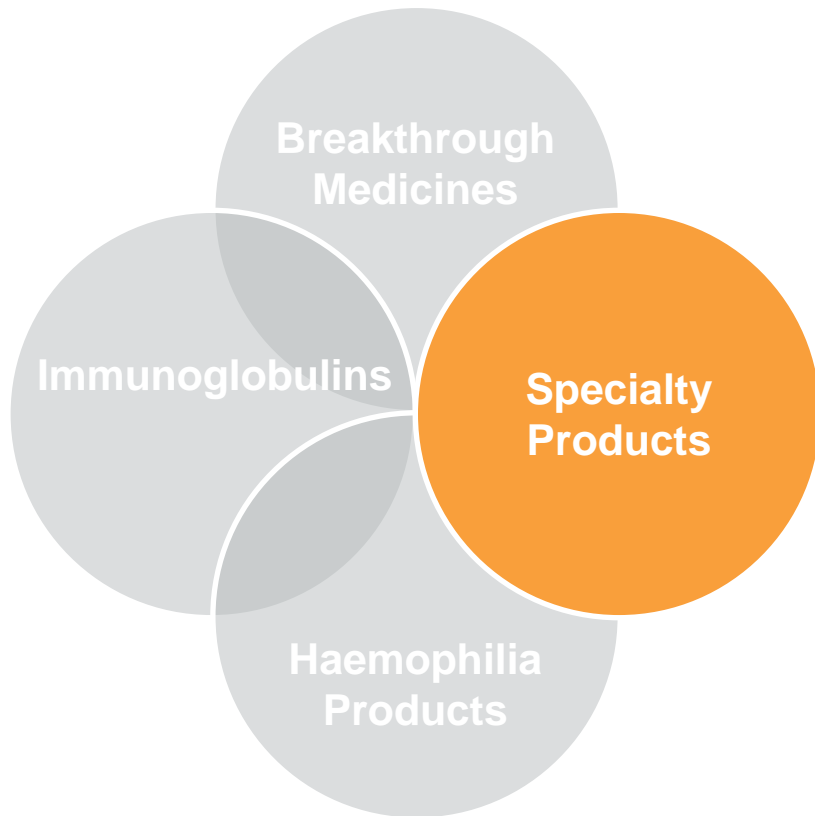 Breakthrough
Medicines
Immunoglobulins
Specialty
Products
Haemophilia
Products